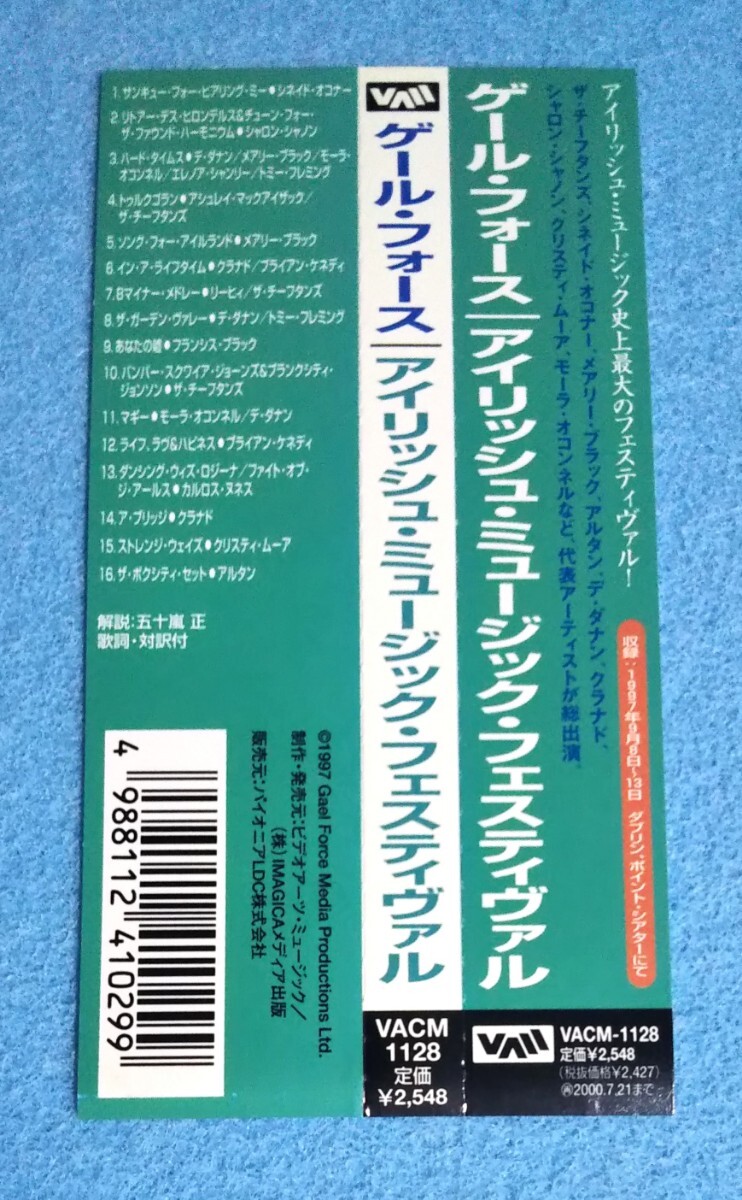 アイリッシュ・ミュージック史上最大のフェスティヴァル!
ザ・チーフタンズ、シネイド・オコナー、メアリー・ブラック、アルタン、デ・ダナン、クラナド、
シャロン・シャノン、クリスティ・ムーア、モーラ・オコンネルなど、代表アーティストが総出演。
収録:1997年9月8日〜13日 ダブリン、ポイント・シアターにて
ゲール・フォース|アイリッシュ・ミュージック・フェスティヴァル
VACM-1128
定価¥2,548
(税抜価格¥2,427)
㋐2000.7.21まで
ゲール・フォース|アイリッシュ・ミュージック・フェスティヴァル
VACM
1128
定価
¥2,548
1.サンキュー・フォー・ヒアリング・ミー●シネイド・オコナー
2.リトアー・デス・ヒロンデルス&チューン・フォー・
ザ・ファウンド・ハーモニウム●シャロン・シャノン
3.ハード・タイムス●デ・ダナン/メアリー・ブラック/モーラ・
オコンネル/エレノア・シャンリー/トミー・フレミング
4.トゥルクゴラン●アシュレイ・マックアイザック/
ザ・チーフタンズ
5.ソング・フォー・アイルランド●メアリー・ブラック
6.イン・ア・ライフタイム●クラナド/ブライアン・ケネディ
7.Bマイナー・メドレー●リーヒィ/ザ・チーフタンズ
8.ザ・ガーデン・ヴァレー●デ・ダナン/トミー・フレミング
9.あなたの嘘●フランシス・ブラック
10.バンパー・スクワイア・ジョーンズ&プランクシティ・
ジョンソン●ザ・チーフタンズ
11.マギー●モーラ・オコンネル/デ・ダナン
12.ライフ、ラヴ&ハピネス●ブライアン・ケネディ
13.ダンシング・ウィズ・ロジーナ/ファイト・オブ・
ジ・アールス●カルロス・ヌネス
14.ア・ブリッジ●クラナド
15.ストレンジ・ウェイズ●クリスティ・ムーア
16.ザ・ポクシティ・セット●アルタン
解説:五十嵐 正
歌詞・対訳付
©1997 Gael Force Media Productions Ltd.
制作・発売元:ビデオアーツ・ミュージック/
(株)IMAGICAメディア出版
販売元:パイオニアLDC株式会社
4 988112 410299